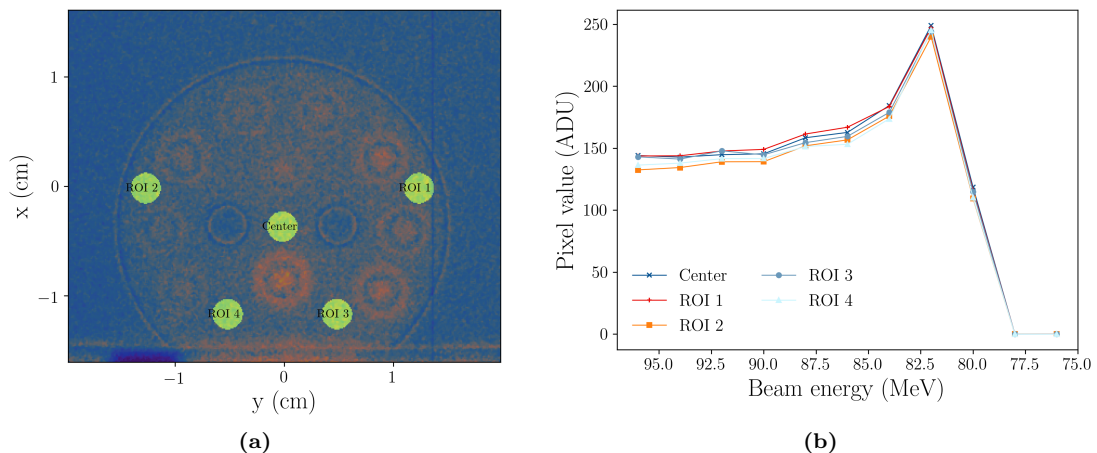 1
0
−1
x (cm)
ROI 2
ROI 1
Center
ROI 4
ROI 3
−1
0
1
y (cm)
(a)
250
200
150
100
50
0
Pixel value (ADU)
Center
ROI 1
ROI 2
ROI 3
ROI 4
95.0
92.5
90.0
87.5
85.0
82.5
80.0
77.5
75.0
Beam energy (MeV)
(b)